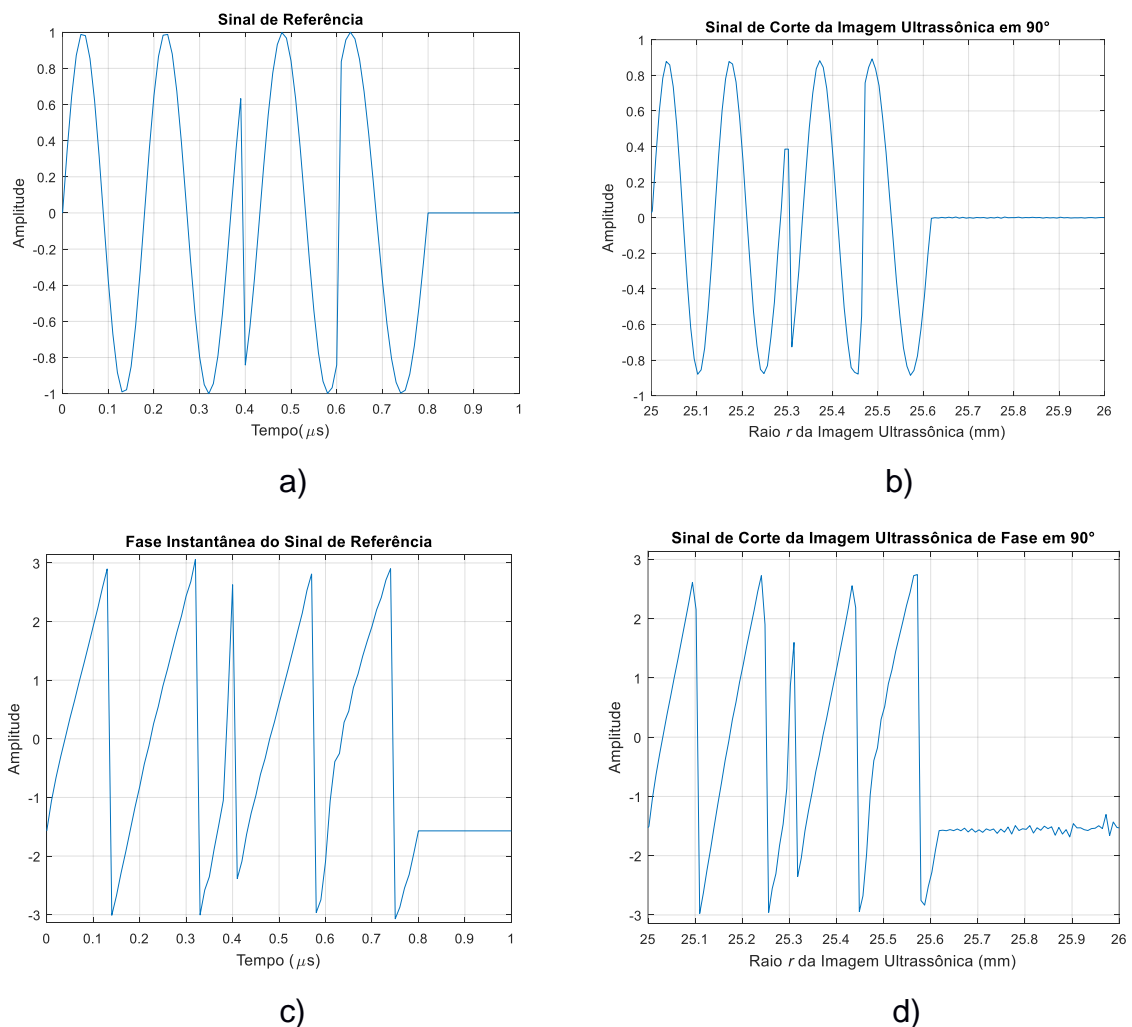 Sinal de Referência
1
0.8
0.6
0.4
0.2
0
-0.2
-0.4
-0.6
-0.8
-1
Amplitude
0 0.1 0.2 0.3 0.4 0.5 0.6 0.7 0.8 0.9 1
Tempo(μs)
a)
Sinal de Corte da Imagem Ultrassônica em 90°
1
0.8
0.6
0.4
0.2
0
-0.2
-0.4
-0.6
-0.8
-1
Amplitude
25 25.1 25.2 25.3 25.4 25.5 25.6 25.7 25.8 25.9 26
Raio r da Imagem Ultrassônica (mm)
b)
Fase Instantânea do Sinal de Referência
3
2
1
0
-1
-2
-3
Amplitude
0 0.1 0.2 0.3 0.4 0.5 0.6 0.7 0.8 0.9 1
Tempo (μs)
c)
Sinal de Corte da Imagem Ultrassônica de Fase em 90°
3
2
1
0
-1
-2
-3
Amplitude
25 25.1 25.2 25.3 25.4 25.5 25.6 25.7 25.8 25.9 26
Raio r da Imagem Ultrassônica (mm)
d)